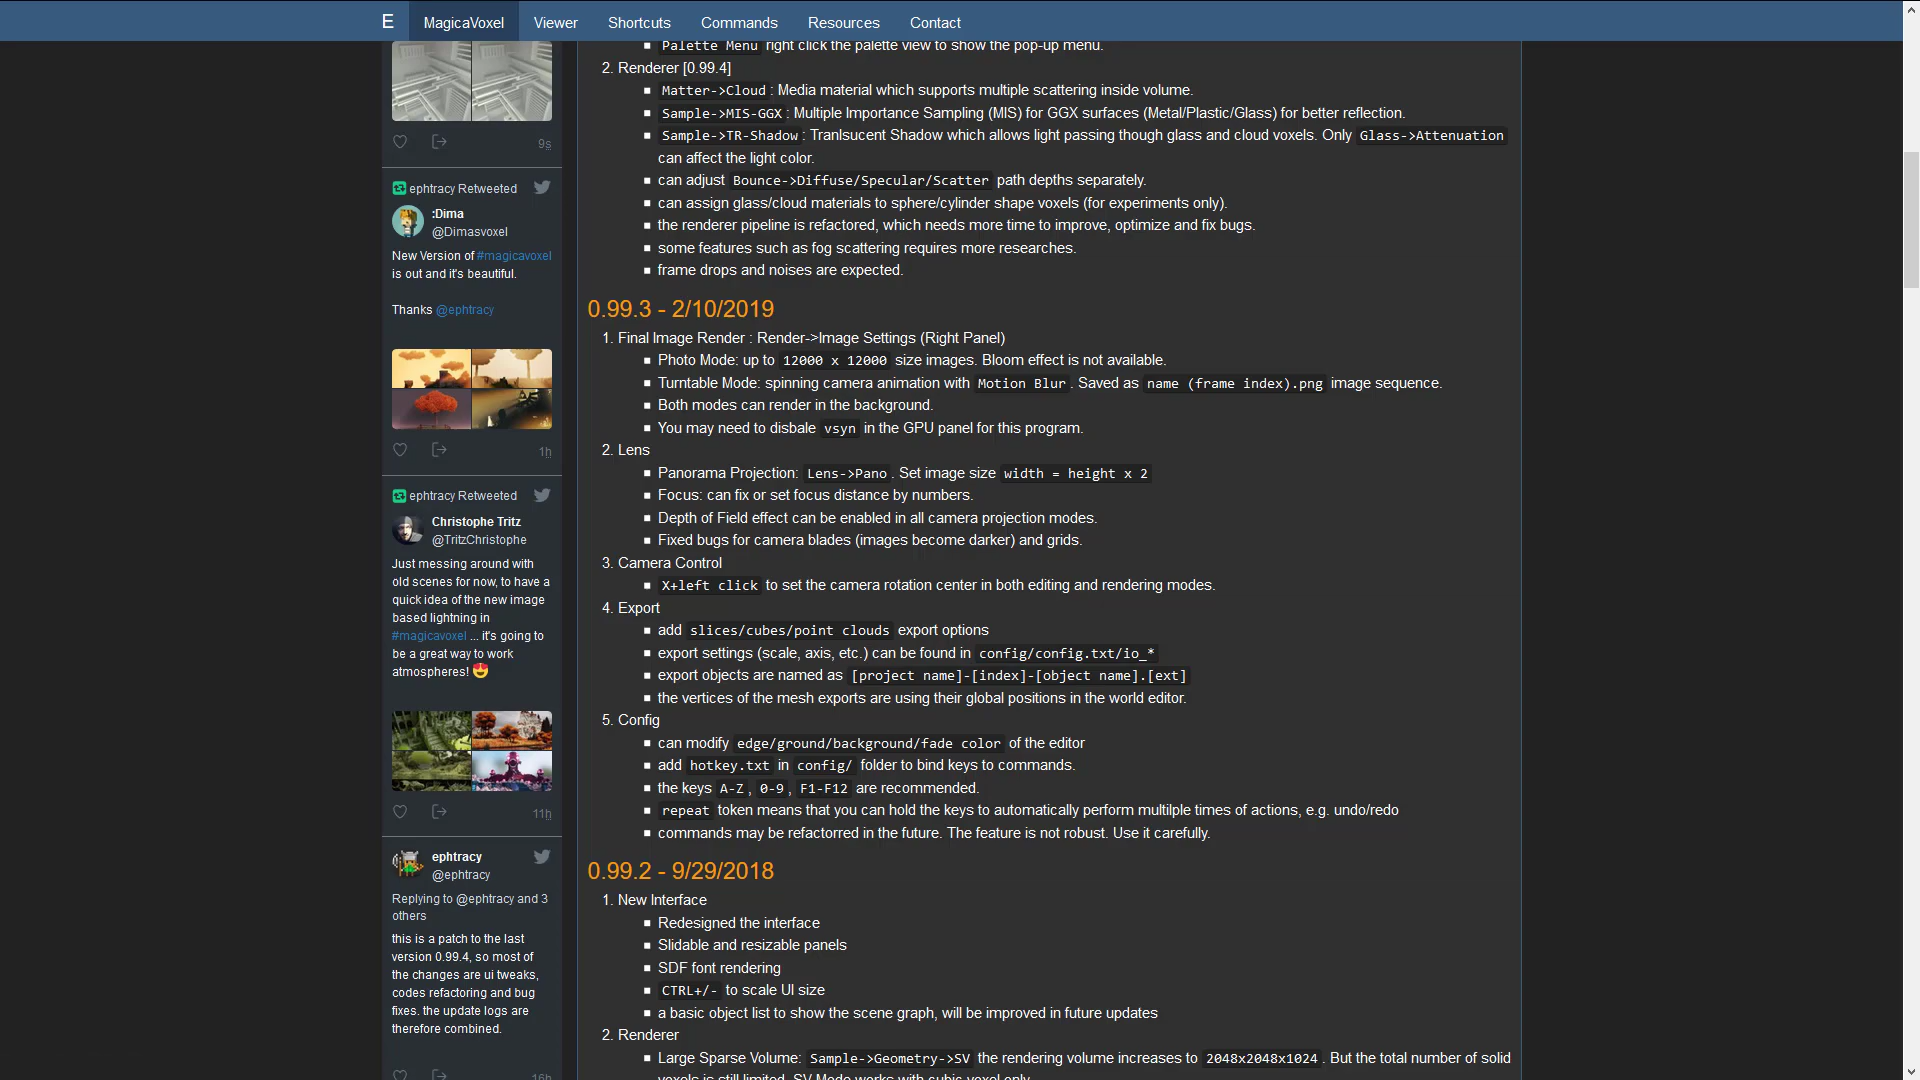 E MagicaVoxel Viewer Shortcuts Commands Resources Contact
9s
ephtracy Retweeted
:Dima
@Dimasvoxel
New Version of #magicavoxel
is out and it's beautiful.
Thanks @ephtracy
1h
ephtracy Retweeted
Christophe Tritz
@TritzChristophe
Just messing around with
old scenes for now, to have a
quick idea of the new image
based lightning in
#magicavoxel ... it's going to
be a great way to work
atmospheres! 😍
11h
ephtracy
@ephtracy
Replying to @ephtracy and 3
others
this is a patch to the last
version 0.99.4, so most of
the changes are ui tweaks,
codes refactoring and bug
fixes. the update logs are
therefore combined.
16h
Palette Menu right click the palette view to show the pop-up menu.
2. Renderer [0.99.4]
Matter->Cloud : Media material which supports multiple scattering inside volume.
Sample->MIS-GGX : Multiple Importance Sampling (MIS) for GGX surfaces (Metal/Plastic/Glass) for better reflection.
Sample->TR-Shadow : Tranlsucent Shadow which allows light passing though glass and cloud voxels. Only Glass->Attenuation
can affect the light color.
can adjust Bounce->Diffuse/Specular/Scatter path depths separately.
can assign glass/cloud materials to sphere/cylinder shape voxels (for experiments only).
the renderer pipeline is refactored, which needs more time to improve, optimize and fix bugs.
some features such as fog scattering requires more researches.
frame drops and noises are expected.
0.99.3 - 2/10/2019
1. Final Image Render : Render->Image Settings (Right Panel)
Photo Mode: up to 12000 x 12000 size images. Bloom effect is not available.
Turntable Mode: spinning camera animation with Motion Blur . Saved as name (frame index).png image sequence.
Both modes can render in the background.
You may need to disbale vsyn in the GPU panel for this program.
2. Lens
Panorama Projection: Lens->Pano . Set image size width = height x 2
Focus: can fix or set focus distance by numbers.
Depth of Field effect can be enabled in all camera projection modes.
Fixed bugs for camera blades (images become darker) and grids.
3. Camera Control
X+left click to set the camera rotation center in both editing and rendering modes.
4. Export
add slices/cubes/point clouds export options
export settings (scale, axis, etc.) can be found in config/config.txt/io_*
export objects are named as [project name]-[index]-[object name].[ext]
the vertices of the mesh exports are using their global positions in the world editor.
5. Config
can modify edge/ground/background/fade color of the editor
add hotkey.txt in config/ folder to bind keys to commands.
the keys A-Z , 0-9 , F1-F12 are recommended.
repeat token means that you can hold the keys to automatically perform multilple times of actions, e.g. undo/redo
commands may be refactorred in the future. The feature is not robust. Use it carefully.
0.99.2 - 9/29/2018
1. New Interface
Redesigned the interface
Slidable and resizable panels
SDF font rendering
CTRL+/- to scale UI size
a basic object list to show the scene graph, will be improved in future updates
2. Renderer
Large Sparse Volume: Sample->Geometry->SV the rendering volume increases to 2048x2048x1024 . But the total number of solid
voxels is still limited. SV Mode works with cubic voxel only.